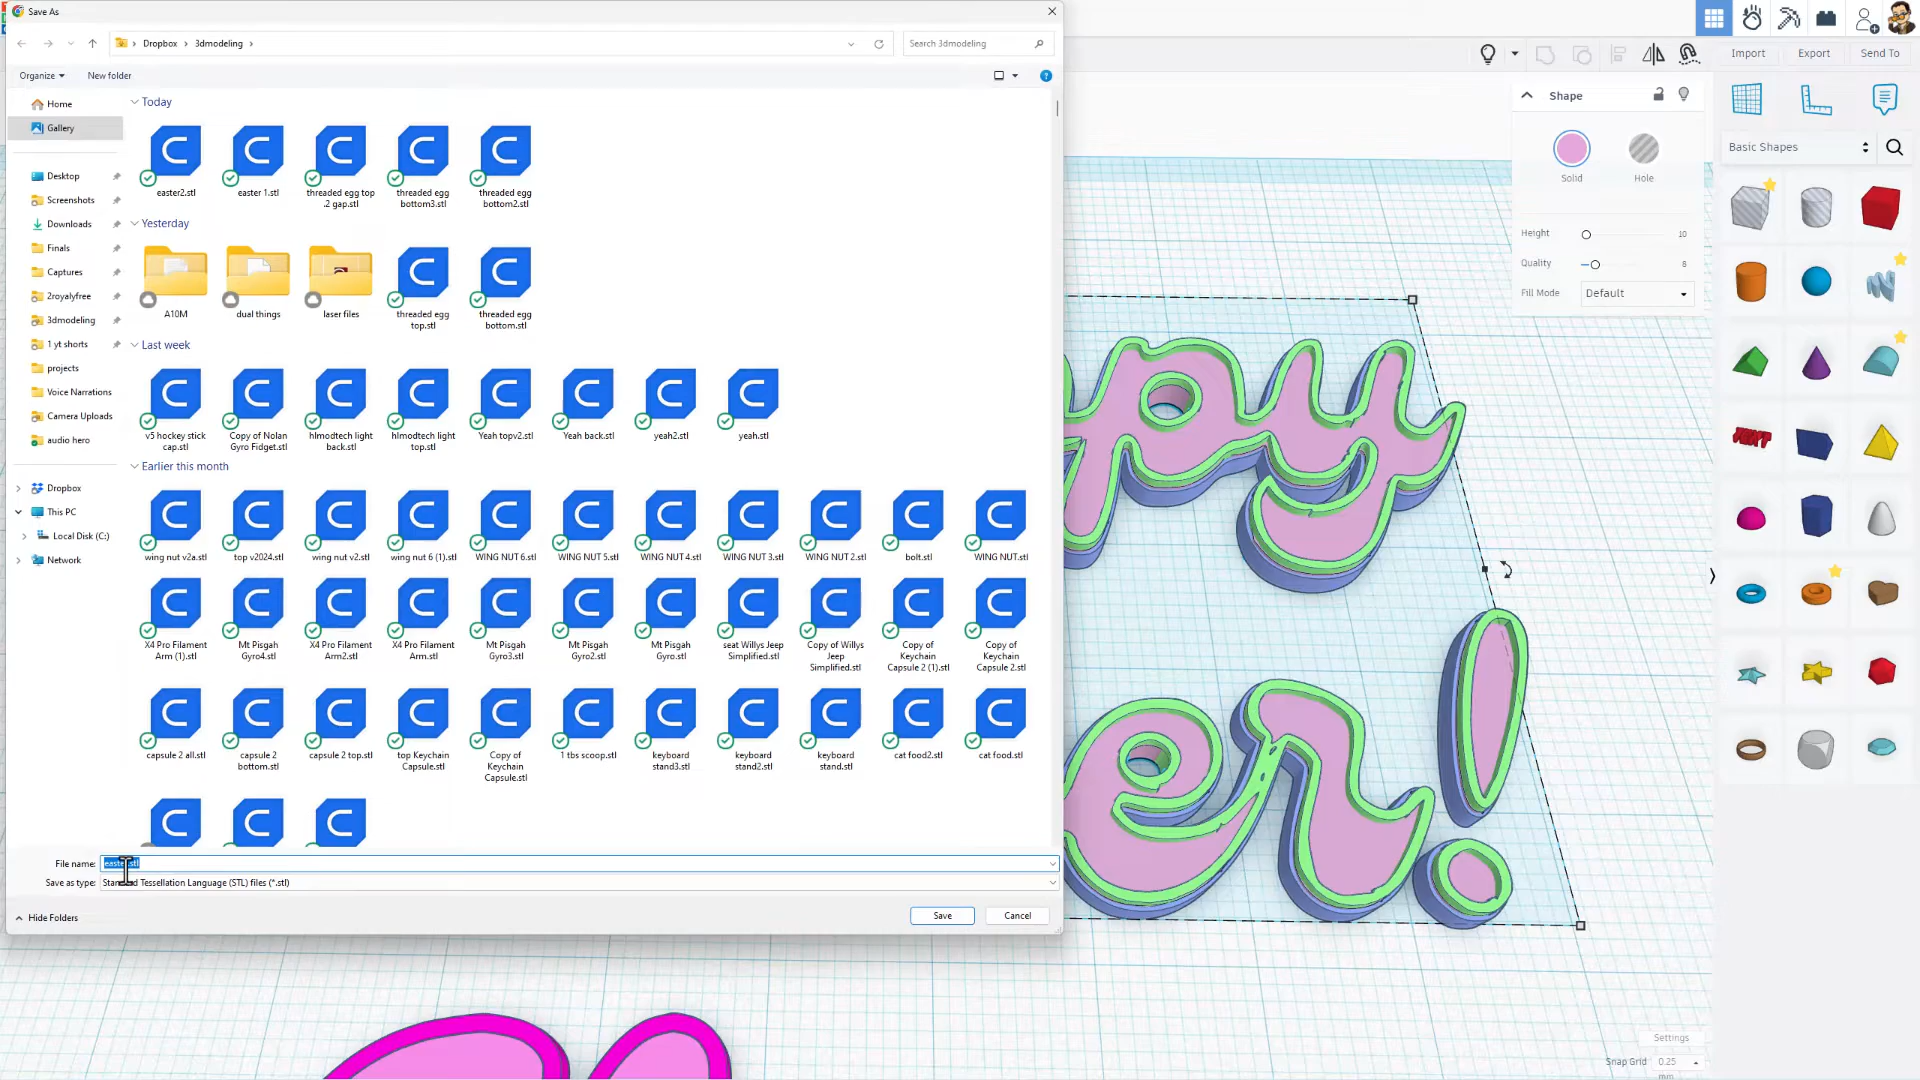 Save As
Dropbox
3dmodeling
Search 3dmodeling
Organize
New folder
Home
Gallery
Desktop
Screenshots
Downloads
Finals
Captures
2royalyfree
3dmodeling
1 yt shorts
projects
Voice Narrations
Camera Uploads
audio hero
Dropbox
This PC
Local Disk (C:)
Network
Today
easter2.stl
easter 1.stl
threaded egg top .2 gap.stl
threaded egg bottom3.stl
threaded egg bottom2.stl
Yesterday
A10M
dual things
laser files
threaded egg top.stl
threaded egg bottom.stl
Last week
v5 hockey stick cap.stl
Copy of Nolan Gyro Fidget.stl
hlmodtech light back.stl
hlmodtech light top.stl
Yeah topv2.stl
Yeah back.stl
yeah2.stl
yeah.stl
Earlier this month
wing nut v2a.stl
top v2024.stl
wing nut v2.stl
wing nut 6 (1).stl
WING NUT 6.stl
WING NUT 5.stl
WING NUT 4.stl
WING NUT 3.stl
WING NUT 2.stl
bolt.stl
WING NUT.stl
X4 Pro Filament Arm (1).stl
Mt Pisgah Gyro4.stl
X4 Pro Filament Arm2.stl
X4 Pro Filament Arm.stl
Mt Pisgah Gyro3.stl
Mt Pisgah Gyro2.stl
Mt Pisgah Gyro.stl
seat Willys Jeep Simplified.stl
Copy of Willys Jeep Simplified.stl
Copy of Keychain Capsule 2 (1).stl
Copy of Keychain Capsule 2.stl
capsule 2 all.stl
capsule 2 bottom.stl
capsule 2 top.stl
top Keychain Capsule.stl
Copy of Keychain Capsule.stl
1 tbs scoop.stl
keyboard stand3.stl
keyboard stand2.stl
keyboard stand.stl
cat food2.stl
cat food.stl
File name:
Save as type:
Standard Tessellation Language (STL) files (*.stl)
Hide Folders
Save
Cancel
Import
Export
Send To
Shape
Solid
Hole
Height
10
Quality
8
Fill Mode
Default
Basic Shapes
TEXT
ppy
er!
Settings
Snap Grid
0.25
mm